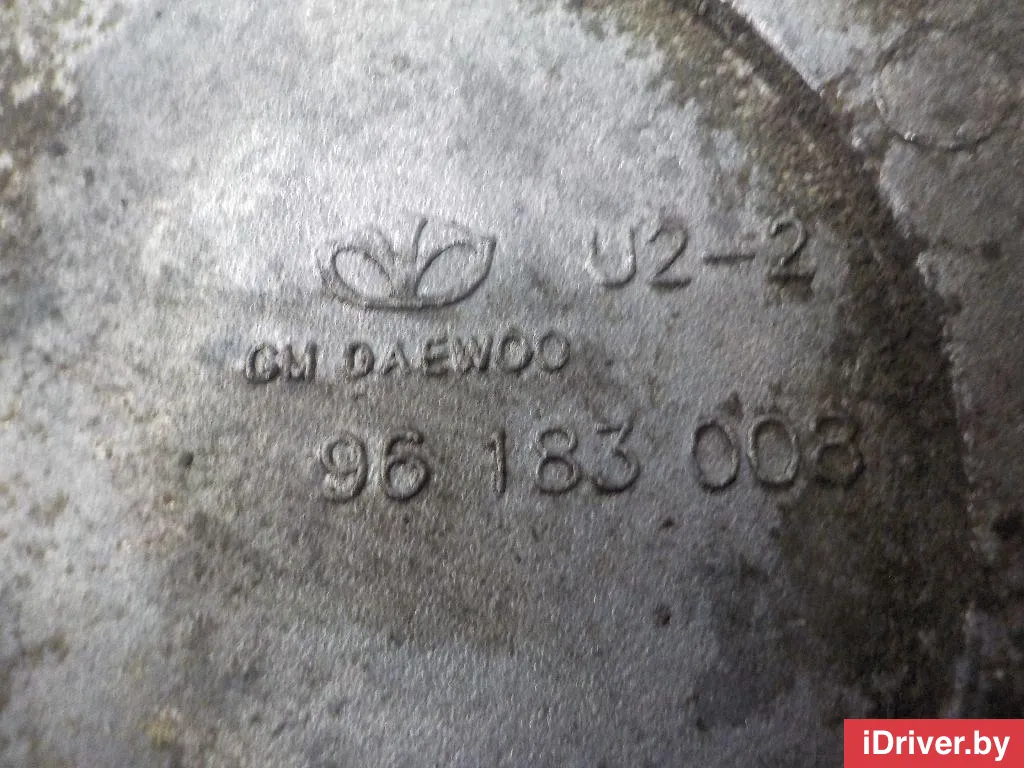 U2-2
GM DAEWOO
96 183 008
iDriver.by